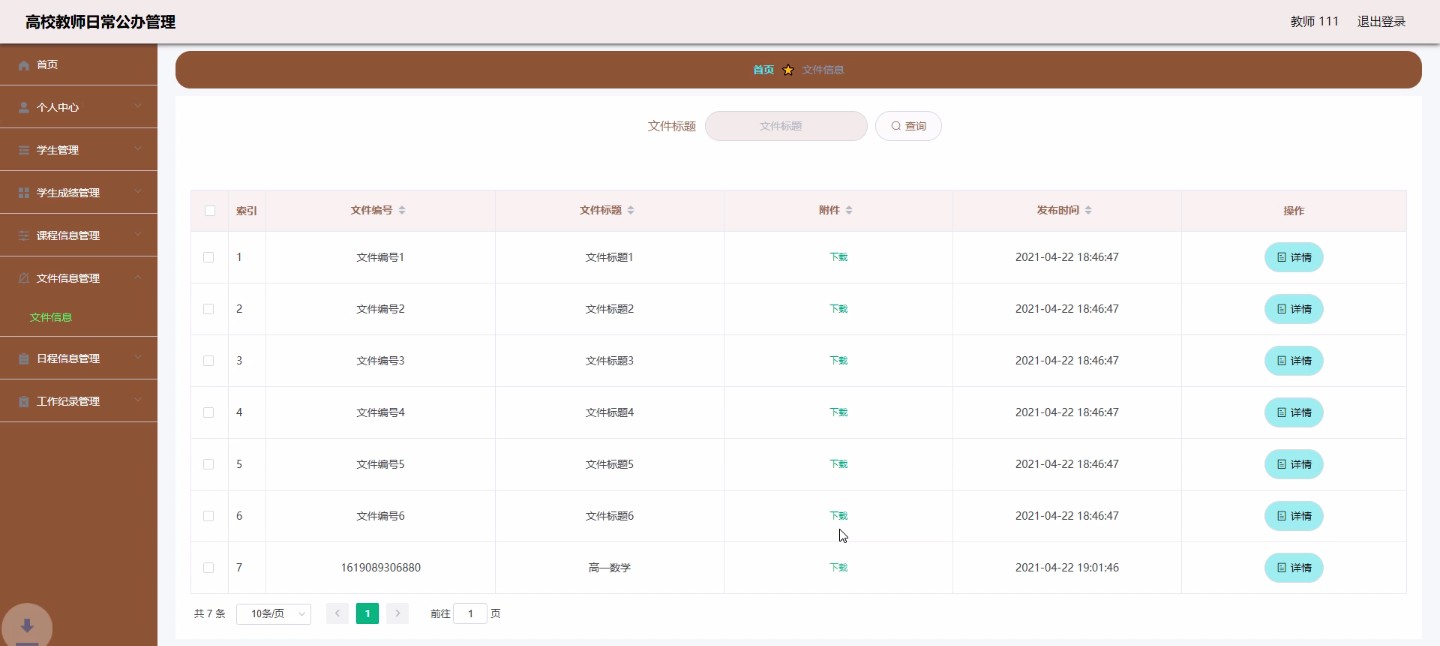 高校教师日常公办管理
教师 111 退出登录
首页
个人中心
学生管理
学生成绩管理
课程信息管理
文件信息管理
文件信息
日程信息管理
工作纪录管理
首页 文件信息
文件标题 文件标题 查询
索引 文件编号 文件标题 附件 发布时间 操作
1 文件编号1 文件标题1 下载 2021-04-22 18:46:47 详情
2 文件编号2 文件标题2 下载 2021-04-22 18:46:47 详情
3 文件编号3 文件标题3 下载 2021-04-22 18:46:47 详情
4 文件编号4 文件标题4 下载 2021-04-22 18:46:47 详情
5 文件编号5 文件标题5 下载 2021-04-22 18:46:47 详情
6 文件编号6 文件标题6 下载 2021-04-22 18:46:47 详情
7 1619089306880 高一数学 下载 2021-04-22 19:01:46 详情
共 7 条 10条/页 1 前往 1 页